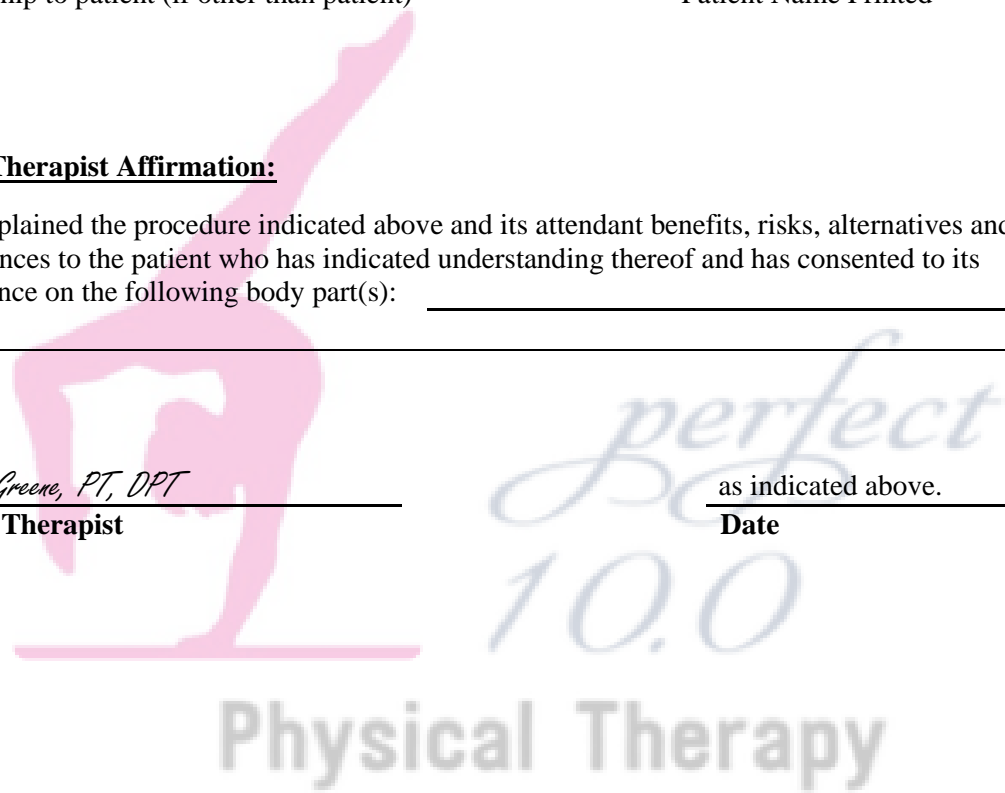 ship to patient (if other than patient) Patient Name Printed
Therapist Affirmation:
plained the procedure indicated above and its attendant benefits, risks, alternatives and
nces to the patient who has indicated understanding thereof and has consented to its
nce on the following body part(s):
perfect
Greene, PT, DPT as indicated above.
Therapist Date
10.0
Physical Therapy